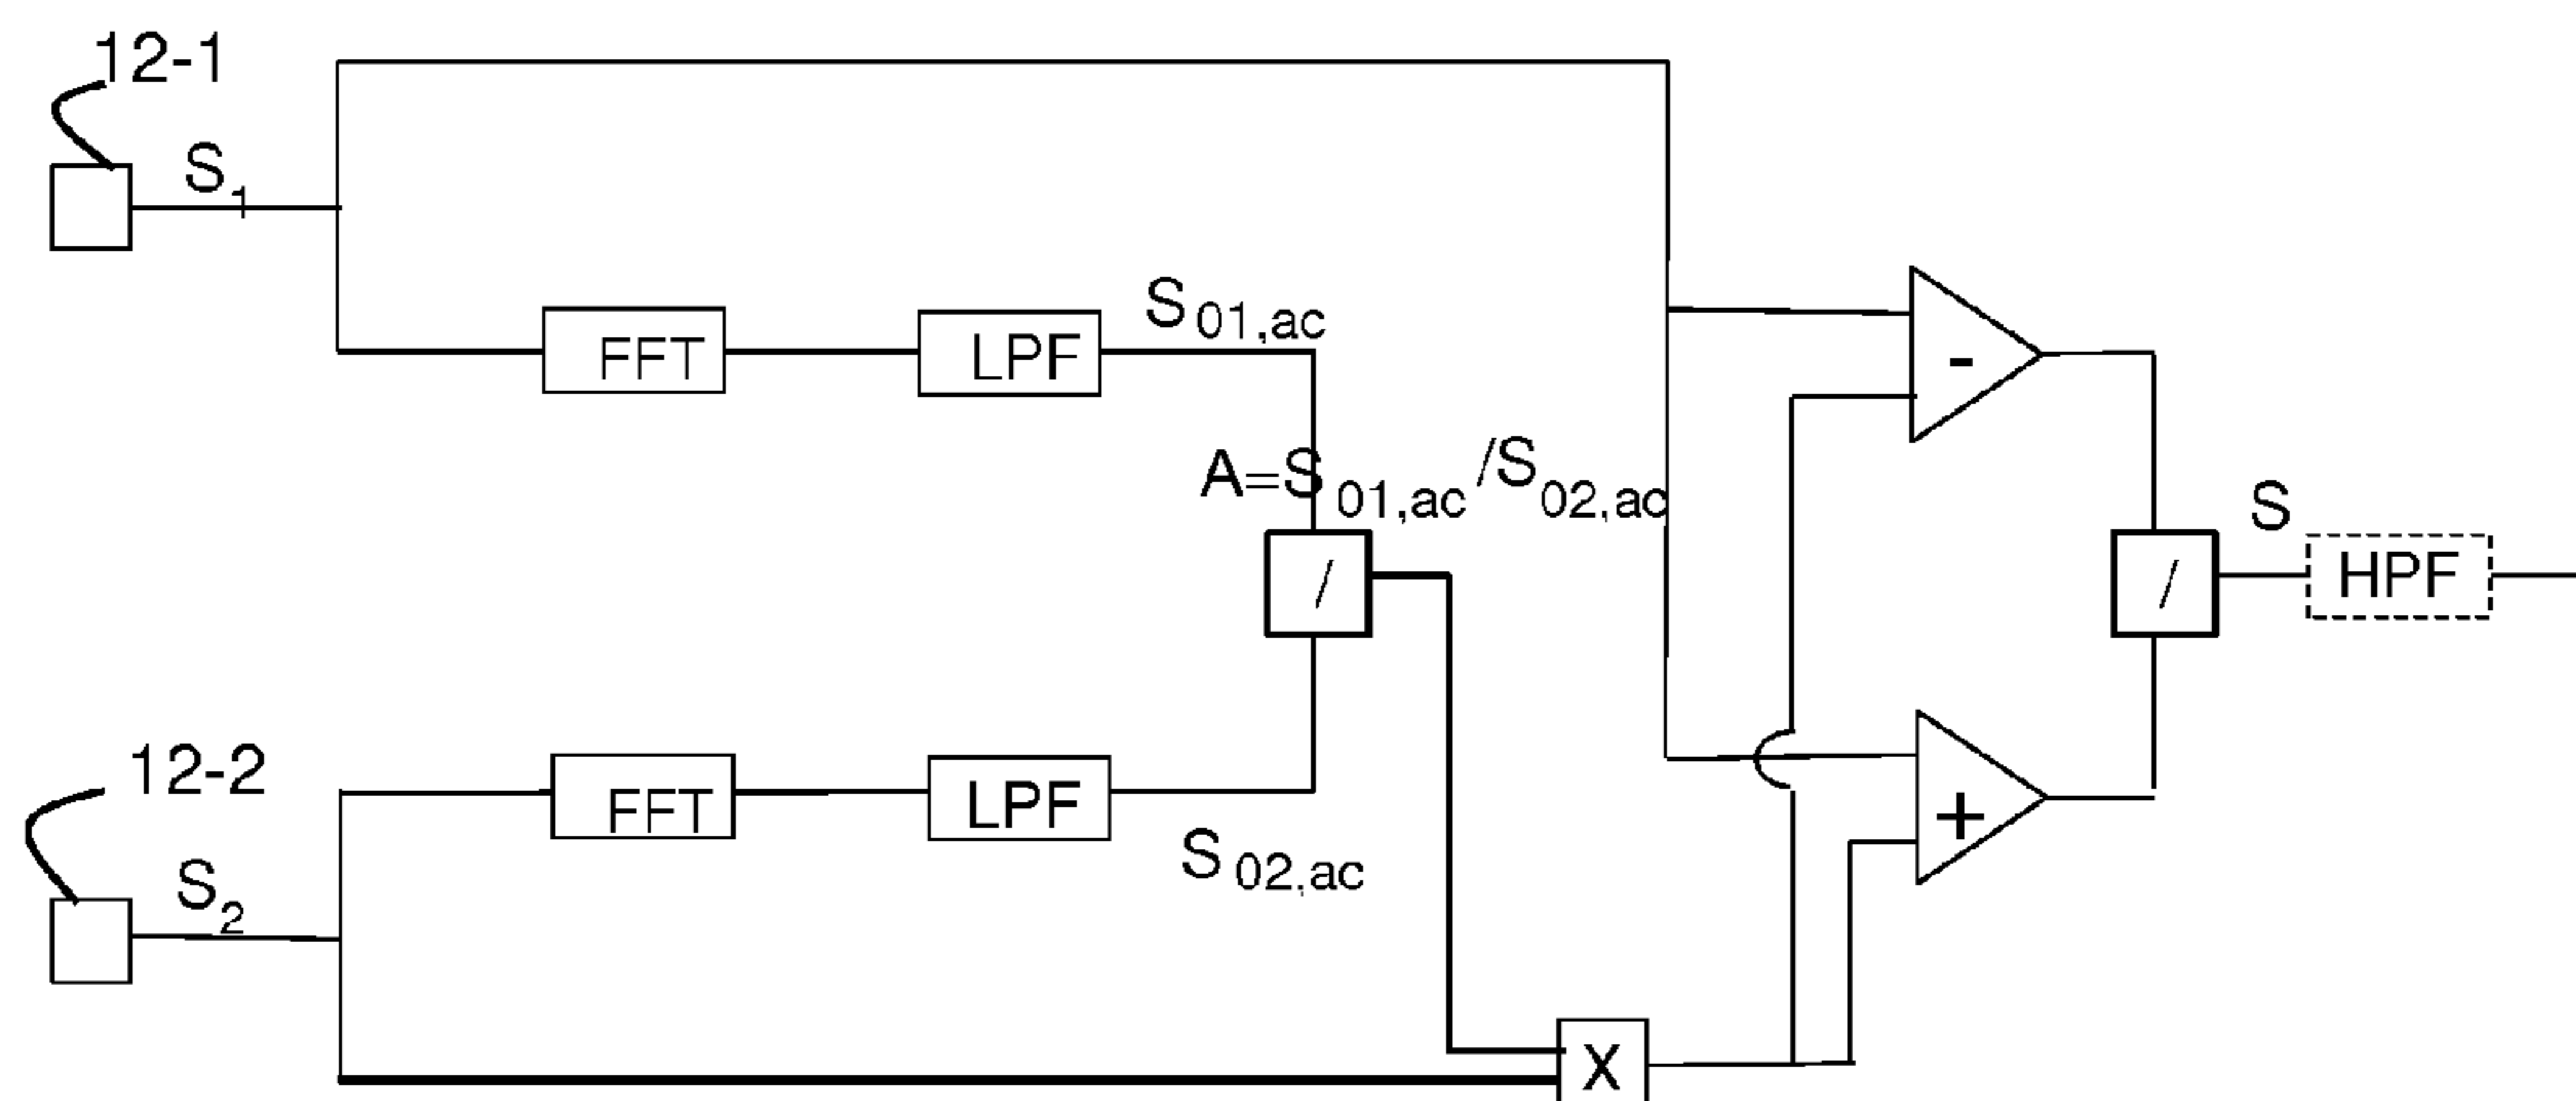 12-1
S1
FFT
LPF
S01,ac
-
A=S01,ac/S02,ac
/
/
S
HPF
12-2
S2
FFT
LPF
S02,ac
+
X